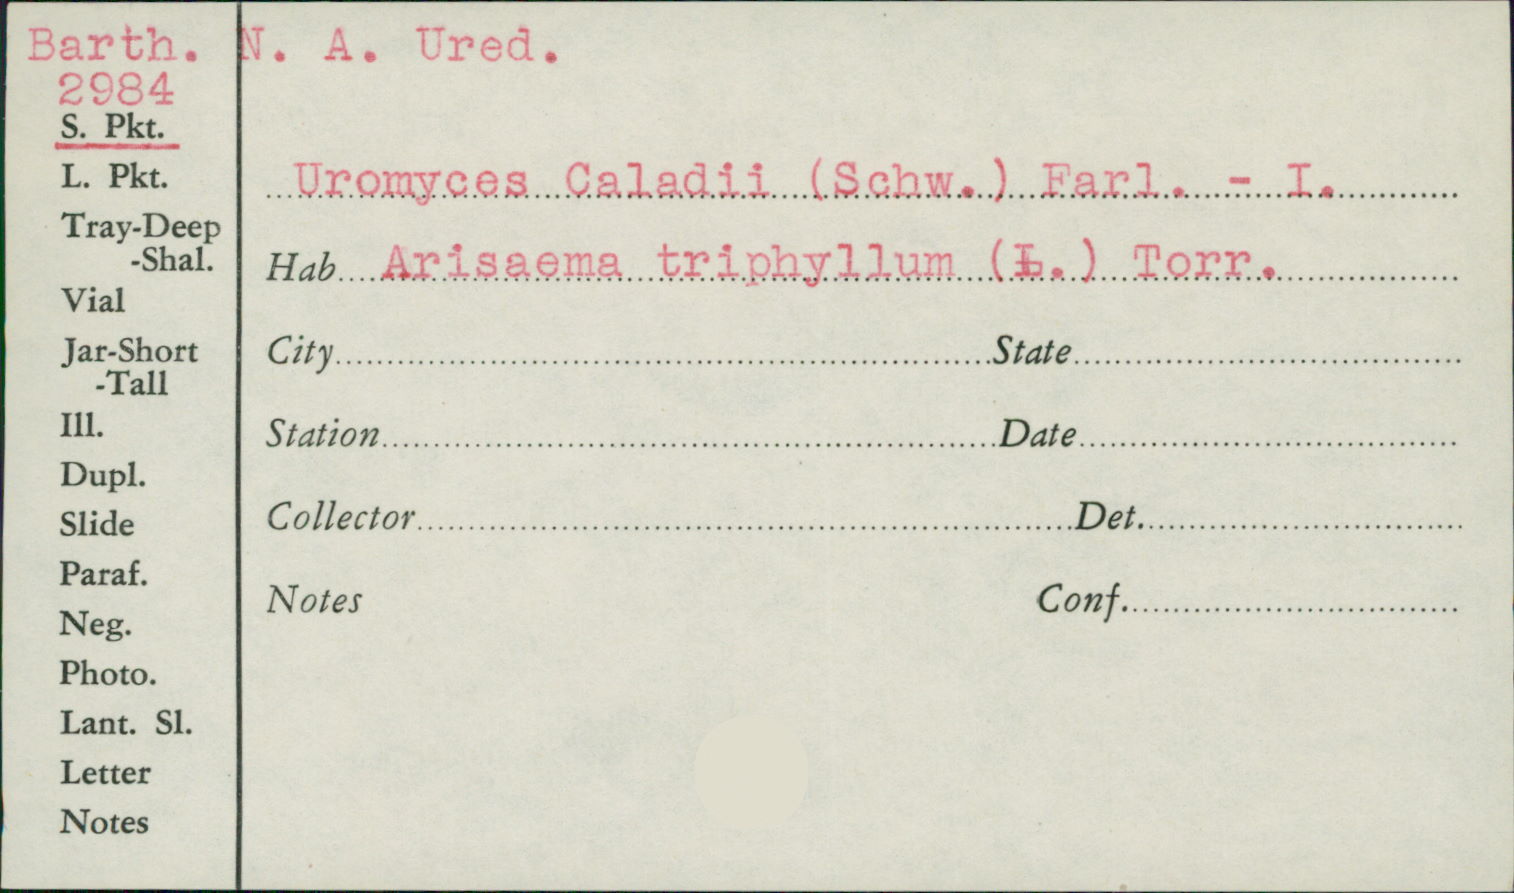 Barth. N. A. Ured.
2984
S. Pkt.
L. Pkt.
Tray-Deep
-Shal.
Vial
Jar-Short
-Tall
Ill.
Dupl.
Slide
Paraf.
Neg.
Photo.
Lant. Sl.
Letter
Notes
Uromyces Caladii (Schw.) Farl. - I.
Hab Arisaema triphyllum (L.) Torr.
City State
Station Date
Collector Det.
Notes Conf.